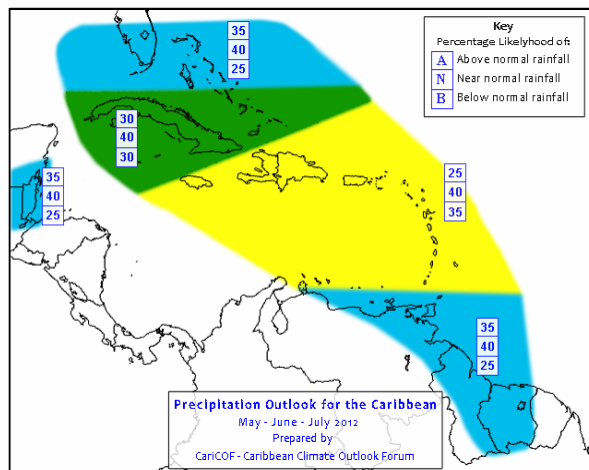 Key
Percentage Likelyhood of:
A Above normal rainfall
N Near normal rainfall
B Below normal rainfall
35
40
25
30
40
30
35
40
25
25
40
35
35
40
25
Precipitation Outlook for the Caribbean
May - June - July 2012
Prepared by
CariCOF - Caribbean Climate Outlook Forum